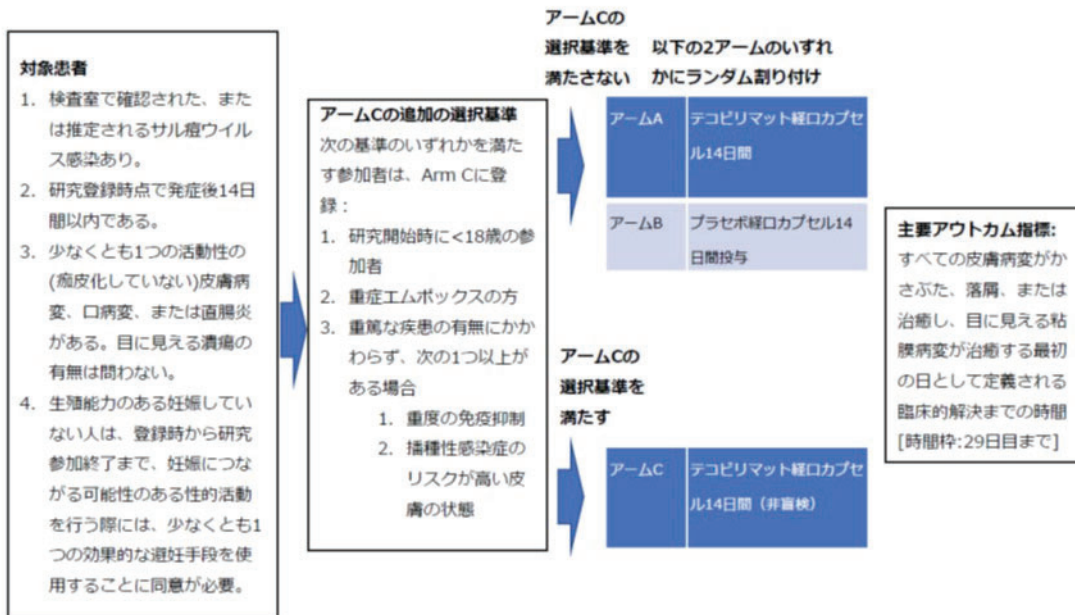 対象患者
1. 検査室で確認された、また
は推定されるサル痘ウイル
ス感染あり。
2. 研究登録時点で発症後14日
間以内である。
3. 少なくとも1つの活動性の
(痂皮化していない)皮膚病
変、口病変、または直腸炎
がある。目に見える潰瘍の
有無は問わない。
4. 生殖能力のある妊娠してい
ない人は、登録時から研究
参加終了まで、妊娠につな
がる可能性のある性的活動
を行う際には、少なくとも1
つの効果的な避妊手段を使
用することに同意が必要。
アームCの追加の選択基準
次の基準のいずれかを満た
す参加者は、Arm Cに登
録：
1. 研究開始時に<18歳の参
加者
2. 重症エムポックスの方
3. 重篤な疾患の有無にかか
わらず、次の1つ以上が
ある場合
1. 重度の免疫抑制
2. 播種性感染症の
リスクが高い皮
膚の状態
アームCの
選択基準を
満たさない
以下の2アームのいずれ
かにランダム割り付け
アームA
テコビリマット経口カプセ
ル14日間
アームB
プラセボ経口カプセル14
日間投与
アームCの
選択基準を
満たす
アームC
テコビリマット経口カプセ
ル14日間（非盲検）
主要アウトカム指標:
すべての皮膚病変がか
さぶた、落屑、または
治癒し、目に見える粘
膜病変が治癒する最初
の日として定義される
臨床的解決までの時間
[時間枠:29日目まで]